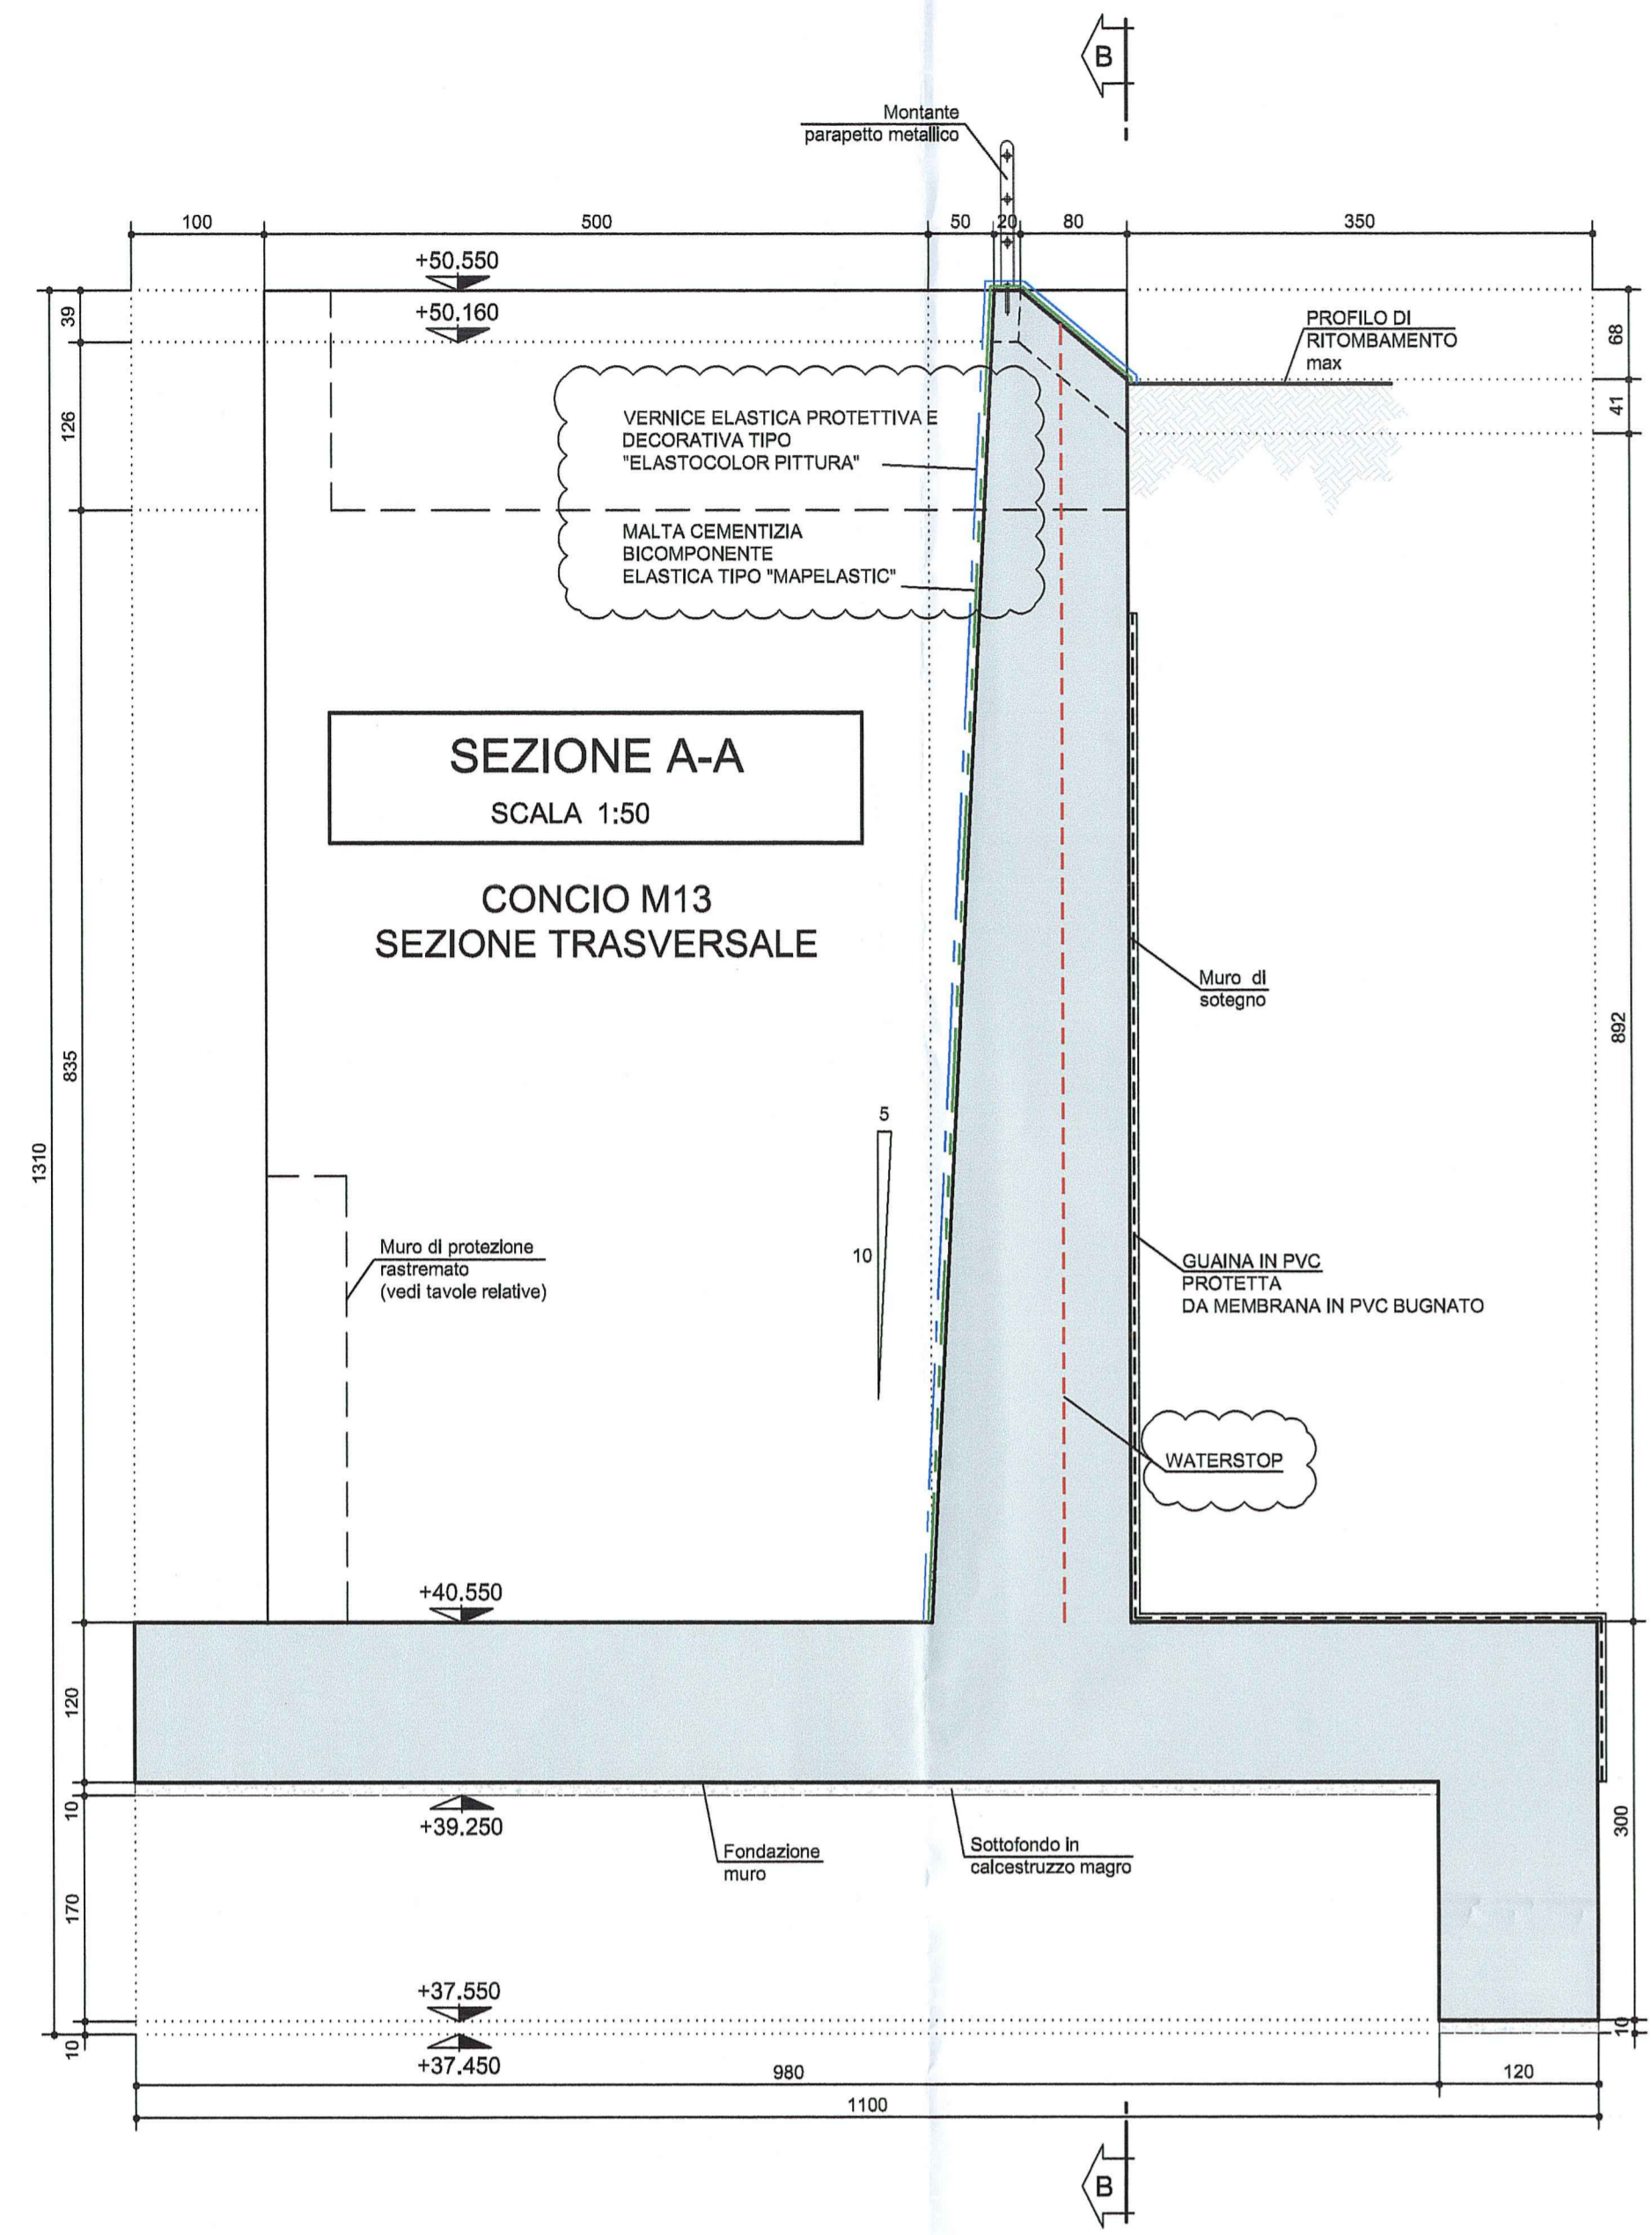 B
Montante
parapetto metallico
100
500
50
20
80
350
+50.550
+50.160
39
126
835
1310
120
10
170
10
68
41
892
300
10
PROFILO DI
RITOMBAMENTO
max
VERNICE ELASTICA PROTETTIVA E
DECORATIVA TIPO
"ELASTOCOLOR PITTURA"
MALTA CEMENTIZIA
BICOMPONENTE
ELASTICA TIPO "MAPELASTIC"
SEZIONE A-A
SCALA 1:50
CONCIO M13
SEZIONE TRASVERSALE
Muro di
sotegno
5
10
Muro di protezione
rastremato
(vedi tavole relative)
GUAINA IN PVC
PROTETTA
DA MEMBRANA IN PVC BUGNATO
WATERSTOP
+40.550
+39.250
Fondazione
muro
Sottofondo in
calcestruzzo magro
+37.550
+37.450
980
120
1100
B